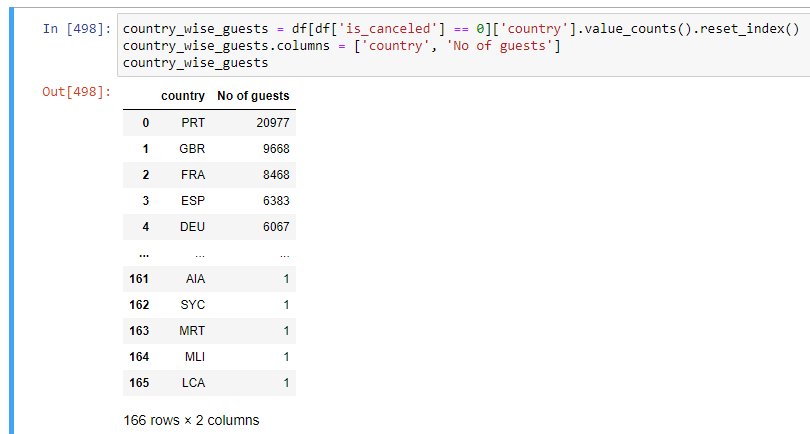 In [498]: country_wise_guests = df[df['is_canceled'] == 0]['country'].value_counts().reset_index()
country_wise_guests.columns = ['country', 'No of guests']
country_wise_guests
Out[498]:
country No of guests
0 PRT 20977
1 GBR 9668
2 FRA 8468
3 ESP 6383
4 DEU 6067
... ... ...
161 AIA 1
162 SYC 1
163 MRT 1
164 MLI 1
165 LCA 1
166 rows × 2 columns